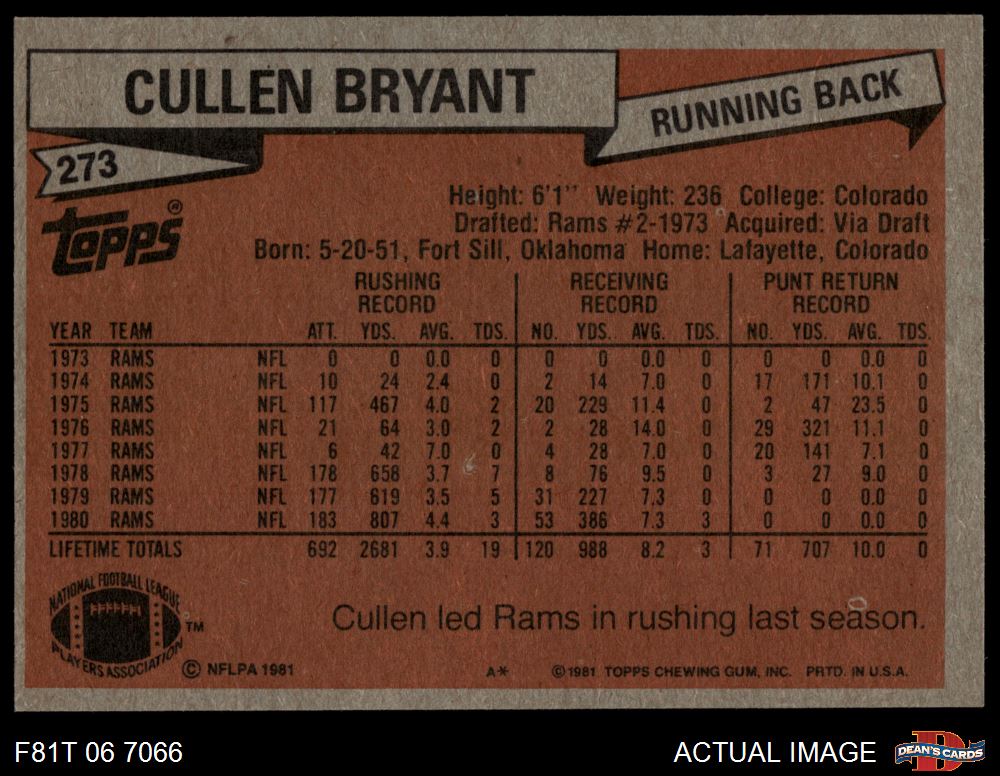 CULLEN BRYANT
RUNNING BACK
273
topps®
Height: 6'1" Weight: 236 College: Colorado
Drafted: Rams #2-1973 Acquired: Via Draft
Born: 5-20-51, Fort Sill, Oklahoma Home: Lafayette, Colorado
RUSHING RECORD RECEIVING RECORD PUNT RETURN RECORD
YEAR TEAM ATT. YDS. AVG. TDS. NO. YDS. AVG. TDS. NO. YDS. AVG. TDS.
1973 RAMS NFL 0 0 0.0 0 0 0 0.0 0 0 0 0.0 0
1974 RAMS NFL 10 24 2.4 0 2 14 7.0 0 17 171 10.1 0
1975 RAMS NFL 117 467 4.0 2 20 229 11.4 0 2 47 23.5 0
1976 RAMS NFL 21 64 3.0 2 2 28 14.0 0 29 321 11.1 0
1977 RAMS NFL 6 42 7.0 0 4 28 7.0 0 20 141 7.1 0
1978 RAMS NFL 178 658 3.7 7 8 76 9.5 0 3 27 9.0 0
1979 RAMS NFL 177 619 3.5 5 31 227 7.3 0 0 0 0.0 0
1980 RAMS NFL 183 807 4.4 3 53 386 7.3 3 0 0 0.0 0
LIFETIME TOTALS 692 2681 3.9 19 120 988 8.2 3 71 707 10.0 0
NATIONAL FOOTBALL LEAGUE
PLAYERS ASSOCIATION
TM
Cullen led Rams in rushing last season.
© NFLPA 1981 A* © 1981 TOPPS CHEWING GUM, INC. PRTD. IN U.S.A.
F81T 06 7066 ACTUAL IMAGE DEAN'S CARDS